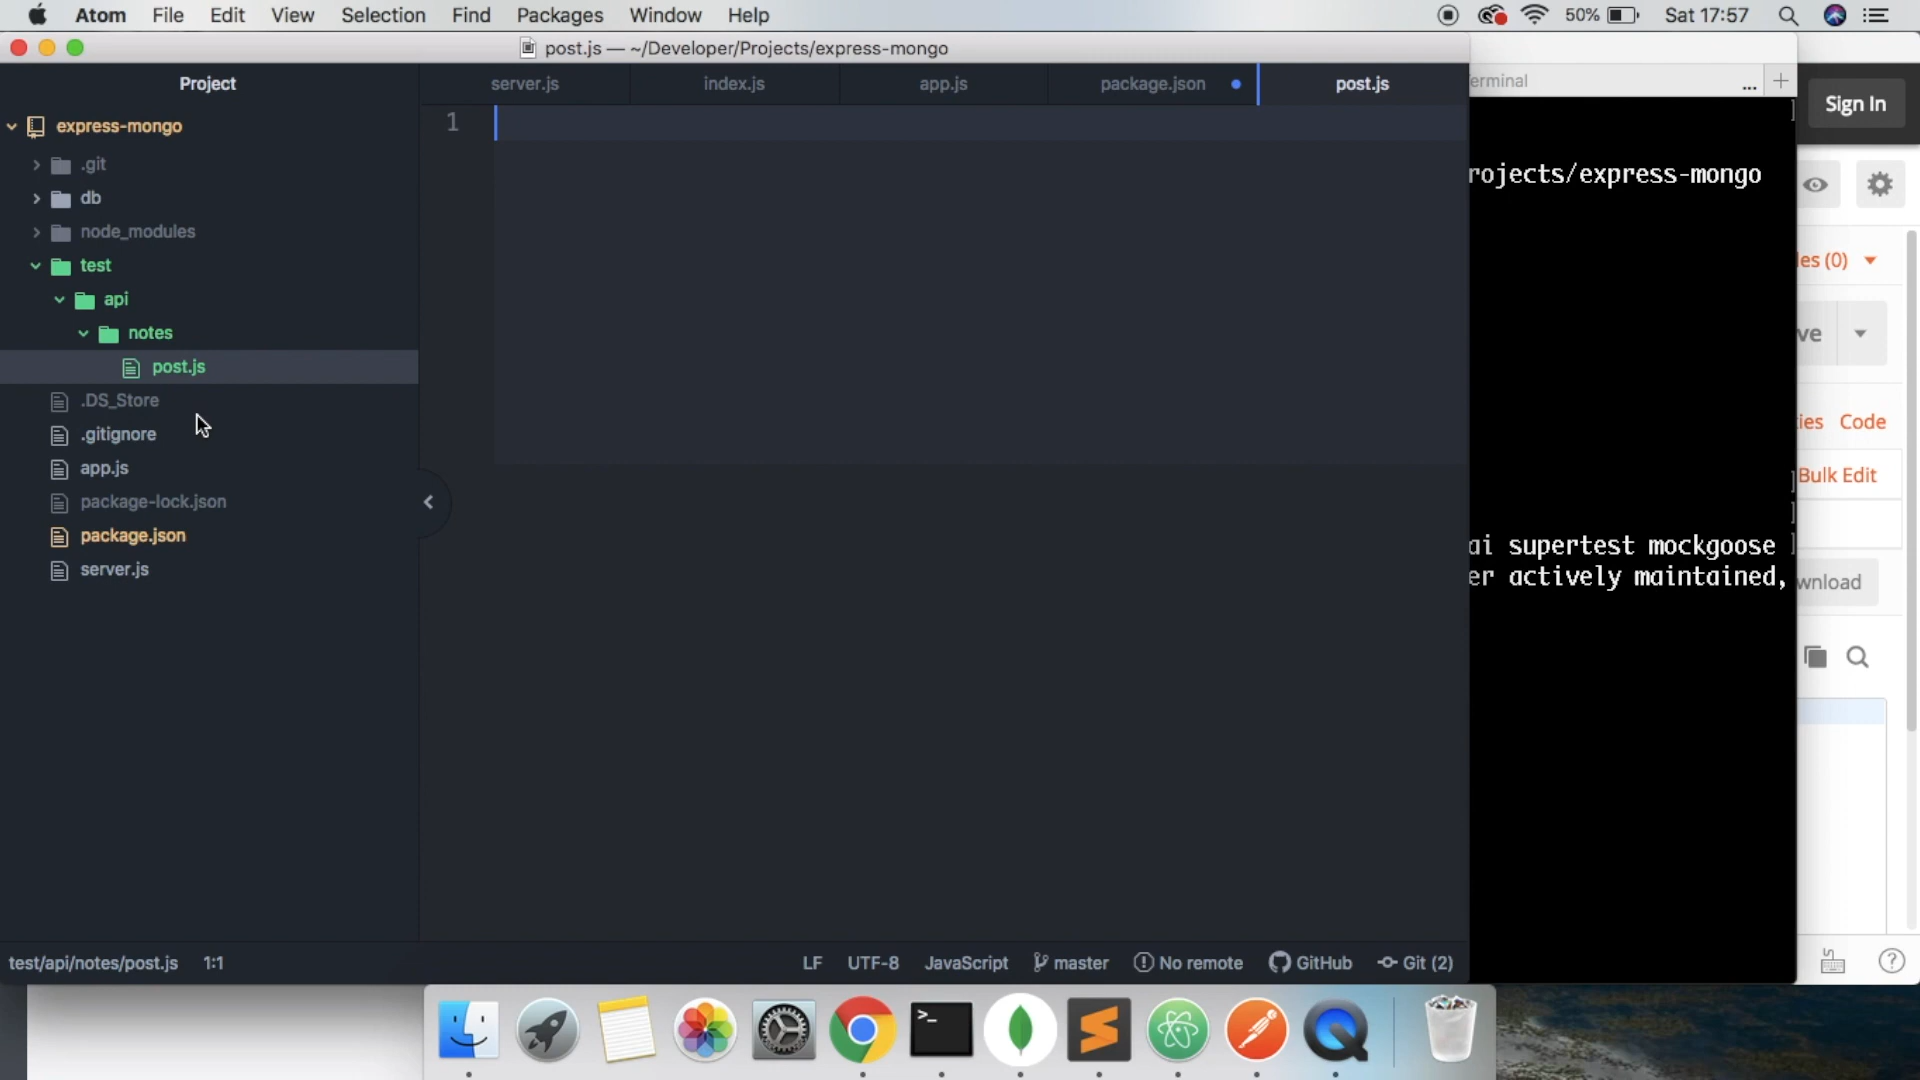 Atom File Edit View Selection Find Packages Window Help 50% Sat 17:57
post.js — ~/Developer/Projects/express-mongo
Project
server.js index.js app.js package.json post.js
erminal ... +
Sign In
express-mongo
.git
db
node_modules
test
api
notes
post.js
.DS_Store
.gitignore
app.js
package-lock.json
package.json
server.js
1
]
rojects/express-mongo
]
]
ai supertest mockgoose ]
er actively maintained,
les (0)
ve
ies Code
Bulk Edit
wnload
test/api/notes/post.js 1:1 LF UTF-8 JavaScript master No remote GitHub Git (2)
>_